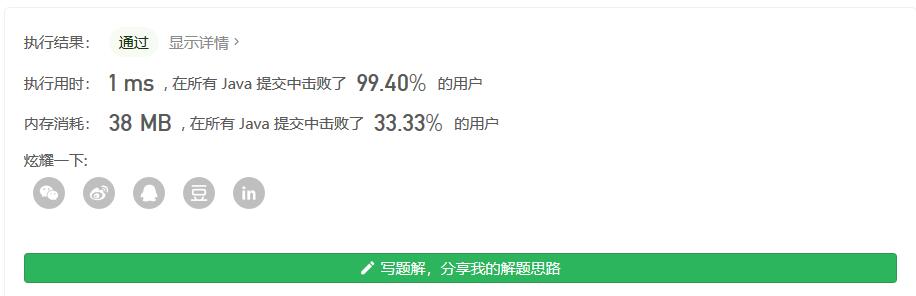 执行结果： 通过 显示详情 ›
执行用时： 1 ms , 在所有 Java 提交中击败了 99.40% 的用户
内存消耗： 38 MB , 在所有 Java 提交中击败了 33.33% 的用户
炫耀一下:
豆 in
写题解，分享我的解题思路